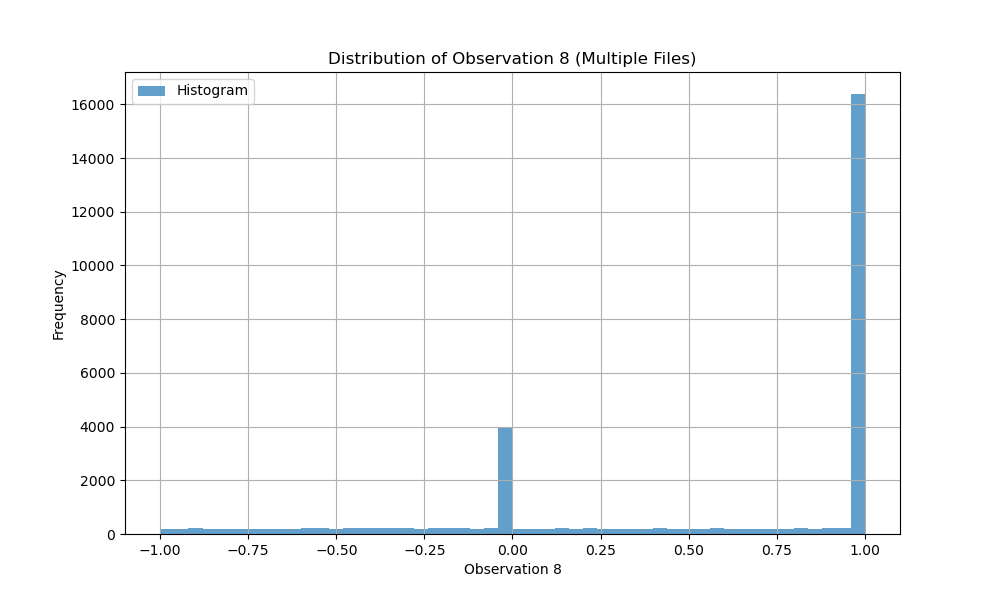 Distribution of Observation 8 (Multiple Files)
Histogram
16000
14000
12000
10000
8000
6000
4000
2000
0
Frequency
−1.00 −0.75 −0.50 −0.25 0.00 0.25 0.50 0.75 1.00
Observation 8